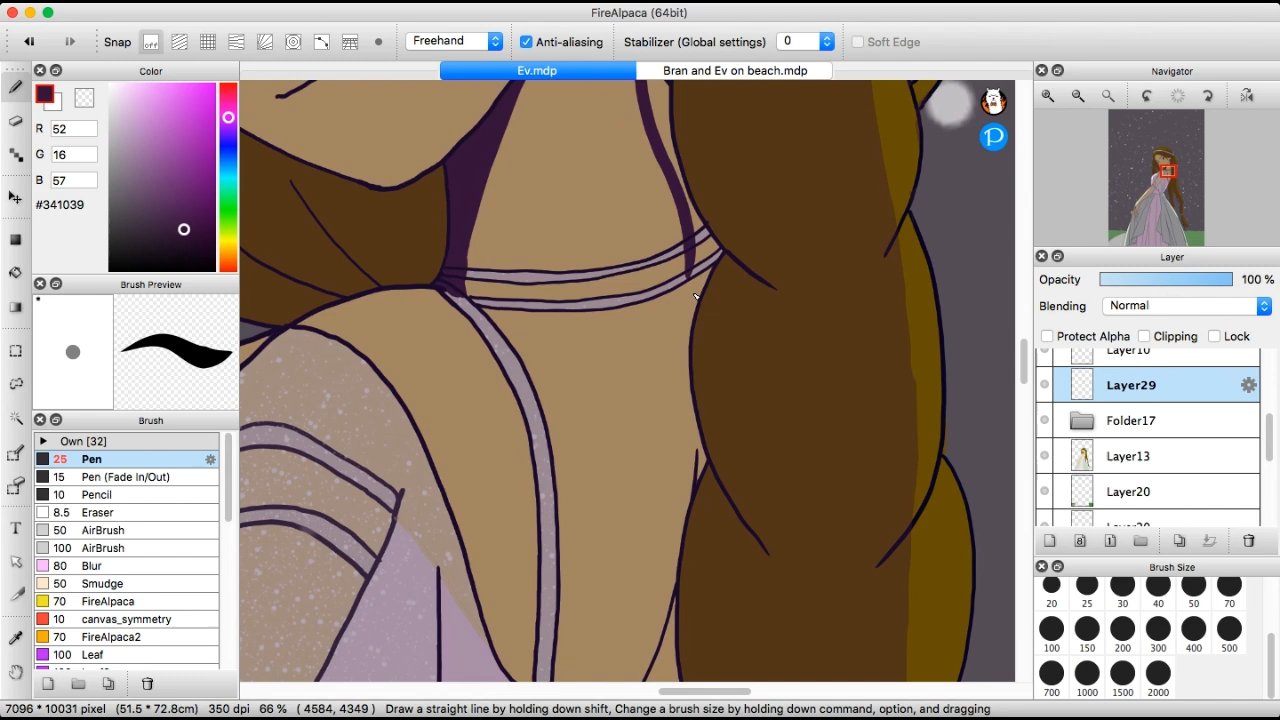 FireAlpaca (64bit)
Snap off Freehand Anti-aliasing Stabilizer (Global settings) 0 Soft Edge
Color
Ev.mdp
Bran and Ev on beach.mdp
Navigator
R 52
G 16
B 57
#341039
P
Layer
Opacity 100 %
Blending Normal
Protect Alpha Clipping Lock
Layer10
Layer29
Folder17
Layer13
Layer20
Brush Preview
Brush
Own [32]
25 Pen
15 Pen (Fade In/Out)
10 Pencil
8.5 Eraser
50 AirBrush
100 AirBrush
80 Blur
50 Smudge
70 FireAlpaca
10 canvas_symmetry
70 FireAlpaca2
100 Leaf
T
Brush Size
20 25 30 40 50 70
100 150 200 300 400 500
700 1000 1500 2000
7096 * 10031 pixel (51.5 * 72.8cm) 350 dpi 66 % ( 4584, 4349 ) Draw a straight line by holding down shift, Change a brush size by holding down command, option, and dragging